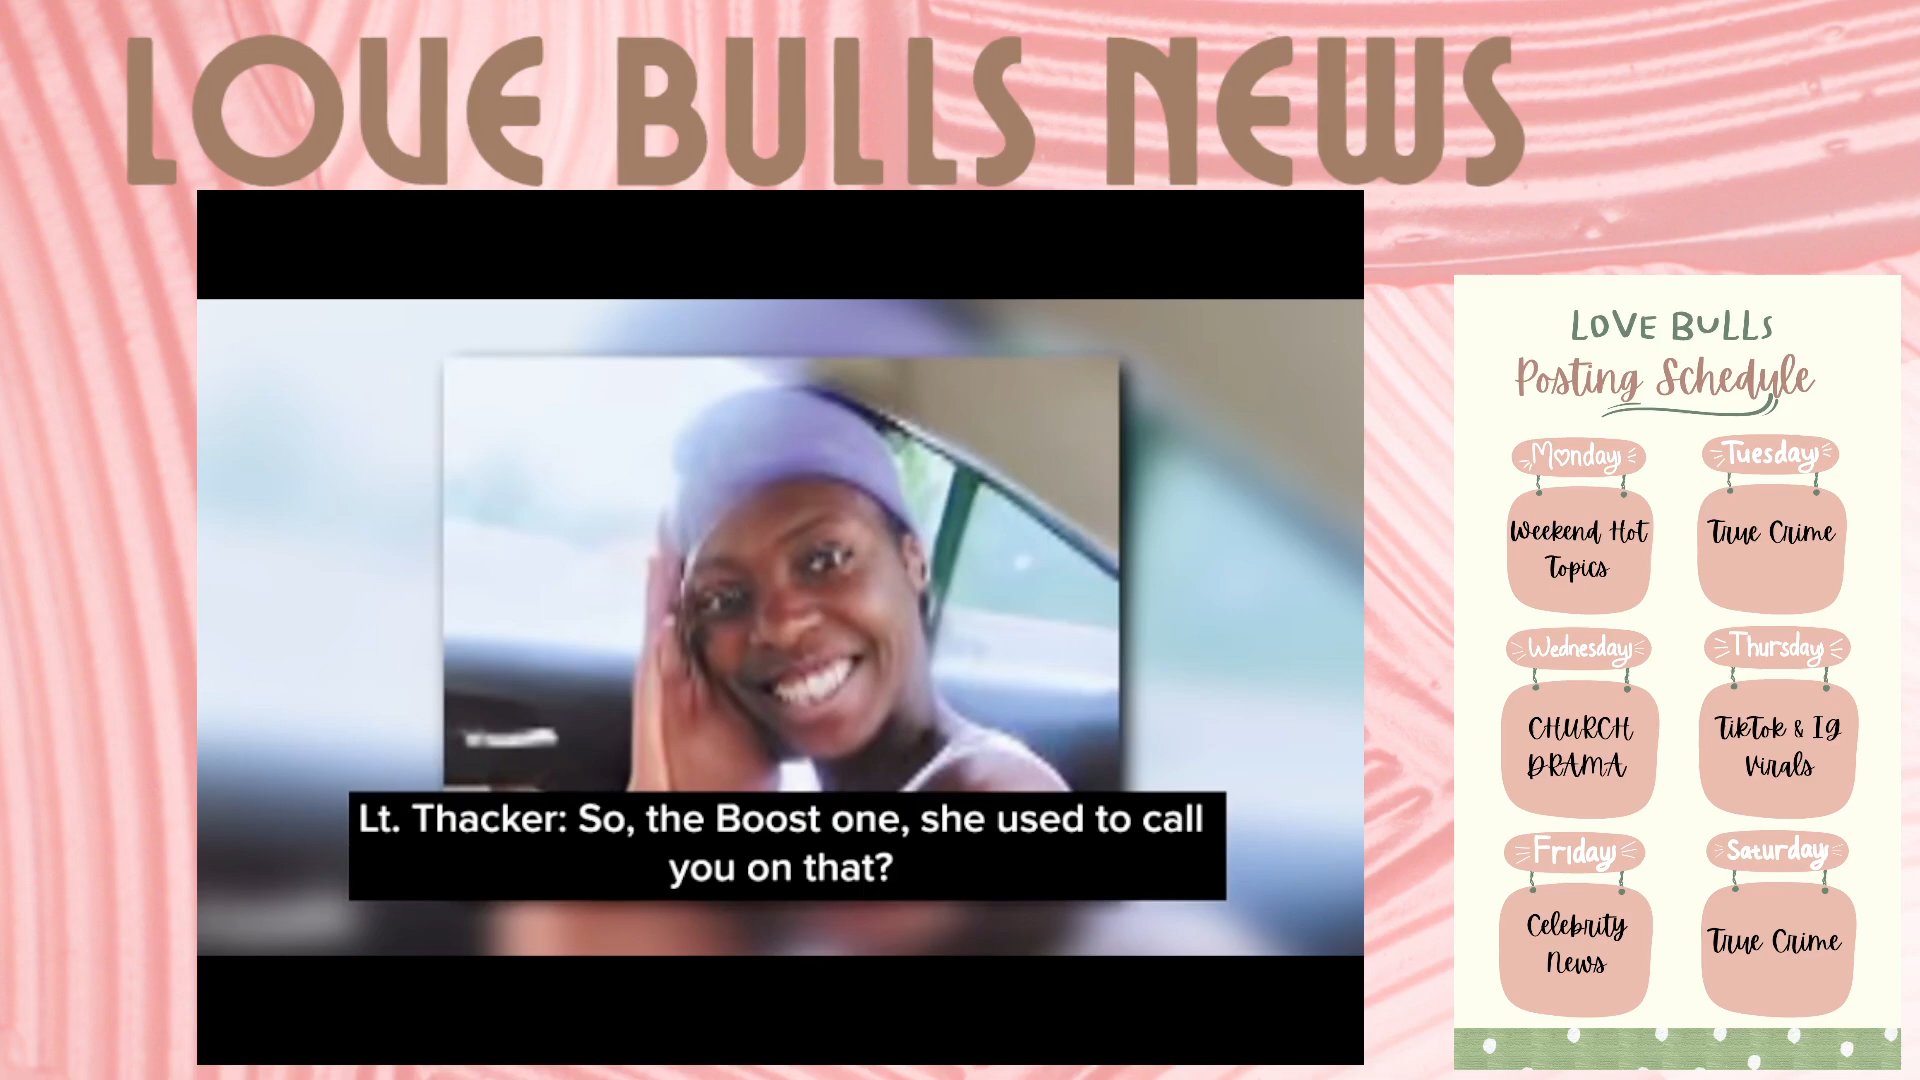 LOVE BULLS NEWS
Lt. Thacker: So, the Boost one, she used to call
you on that?
LOVE BULLS
Posting Schedule
Monday
Weekend Hot
Topics
Tuesday
True Crime
Wednesday
CHURCH
DRAMA
Thursday
TikTok & Ig
Virals
Friday
Celebrity
News
Saturday
True Crime